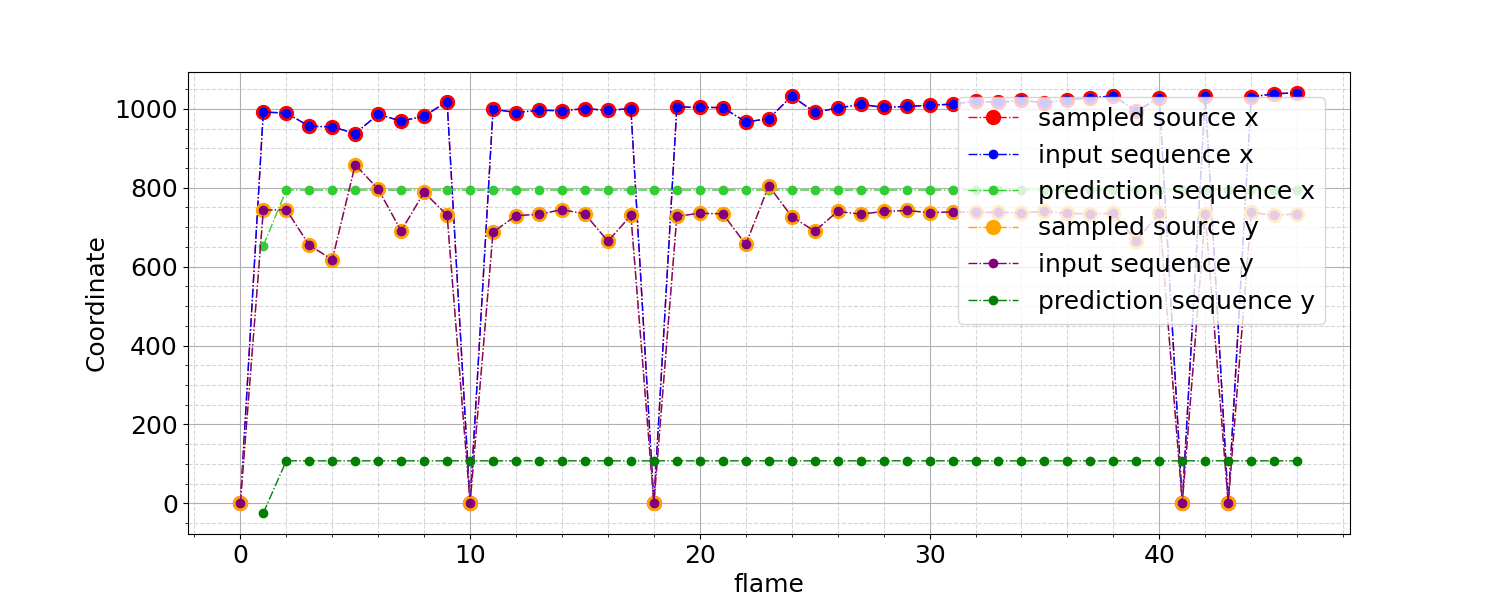 1000
800
600
400
200
0
Coordinate
sampled source x
input sequence x
prediction sequence x
sampled source y
input sequence y
prediction sequence y
0 10 20 30 40
flame